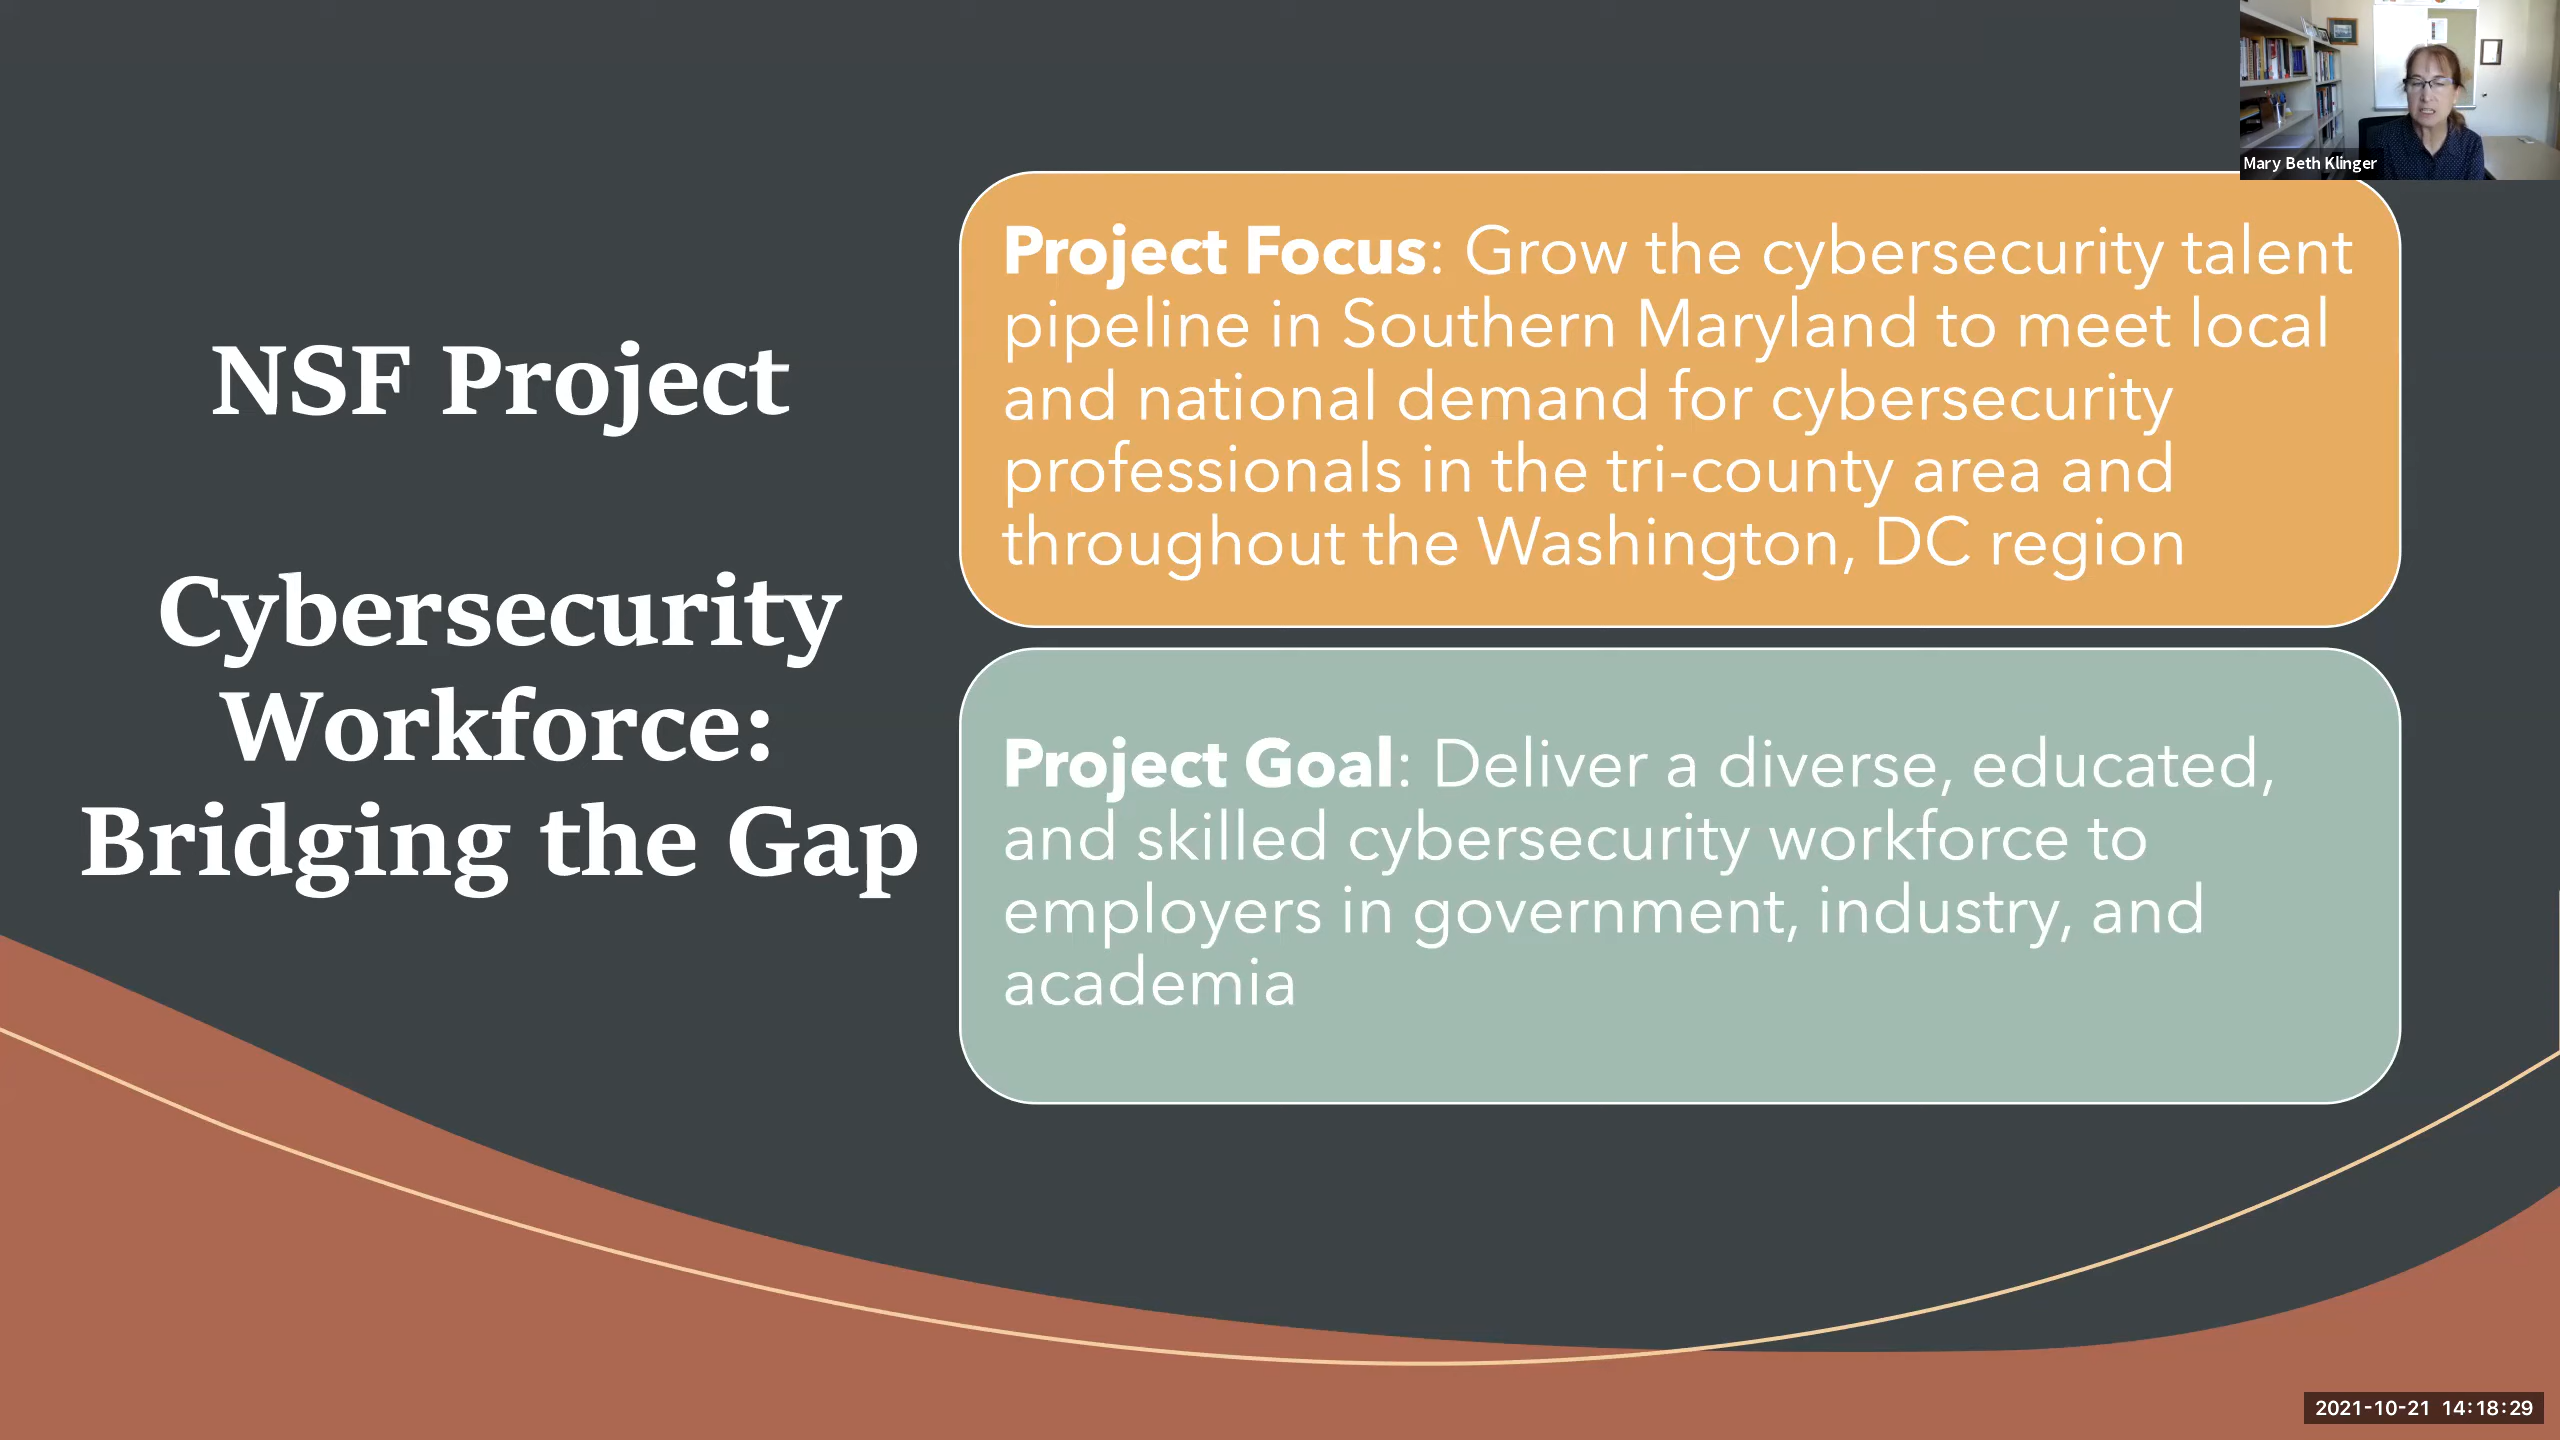 Mary Beth Klinger
NSF Project
Cybersecurity
Workforce:
Bridging the Gap
Project Focus: Grow the cybersecurity talent
pipeline in Southern Maryland to meet local
and national demand for cybersecurity
professionals in the tri-county area and
throughout the Washington, DC region
Project Goal: Deliver a diverse, educated,
and skilled cybersecurity workforce to
employers in government, industry, and
academia
2021-10-21 14:18:29